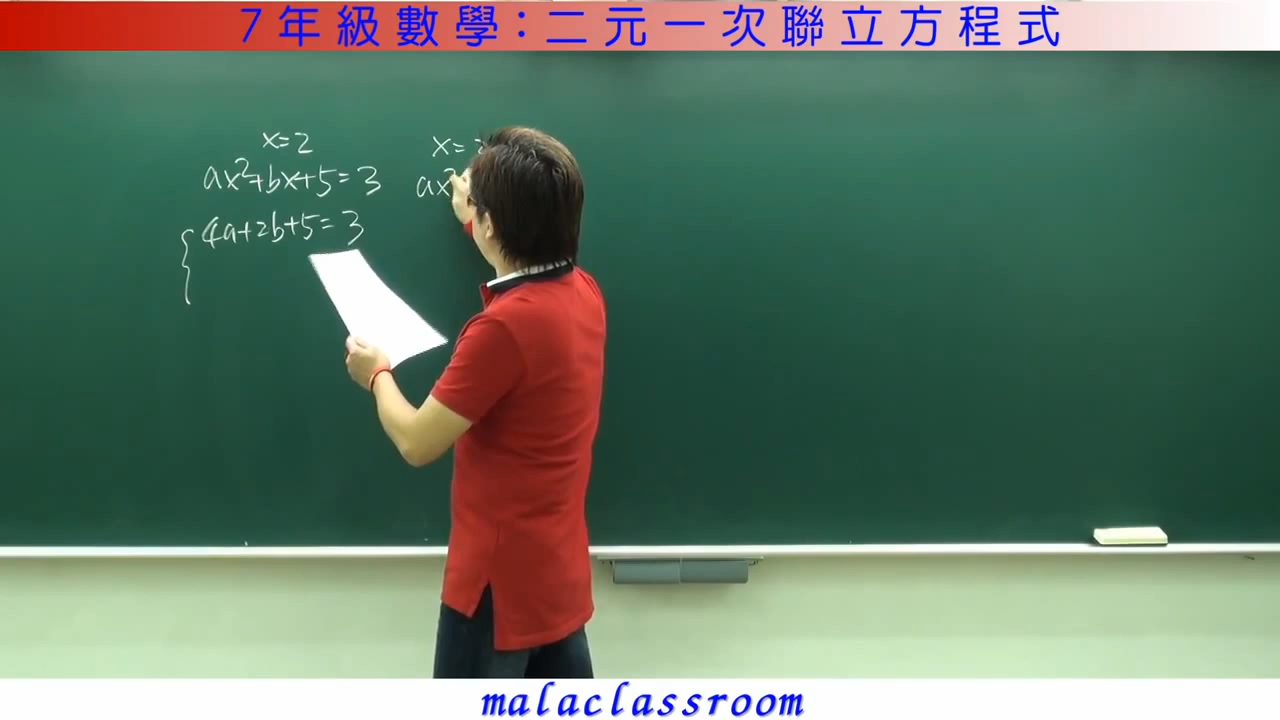 7年級數學:二元一次聯立方程式
x=2
ax²+bx+5=3
4a+2b+5=3
x=
ax²
malaclassroom